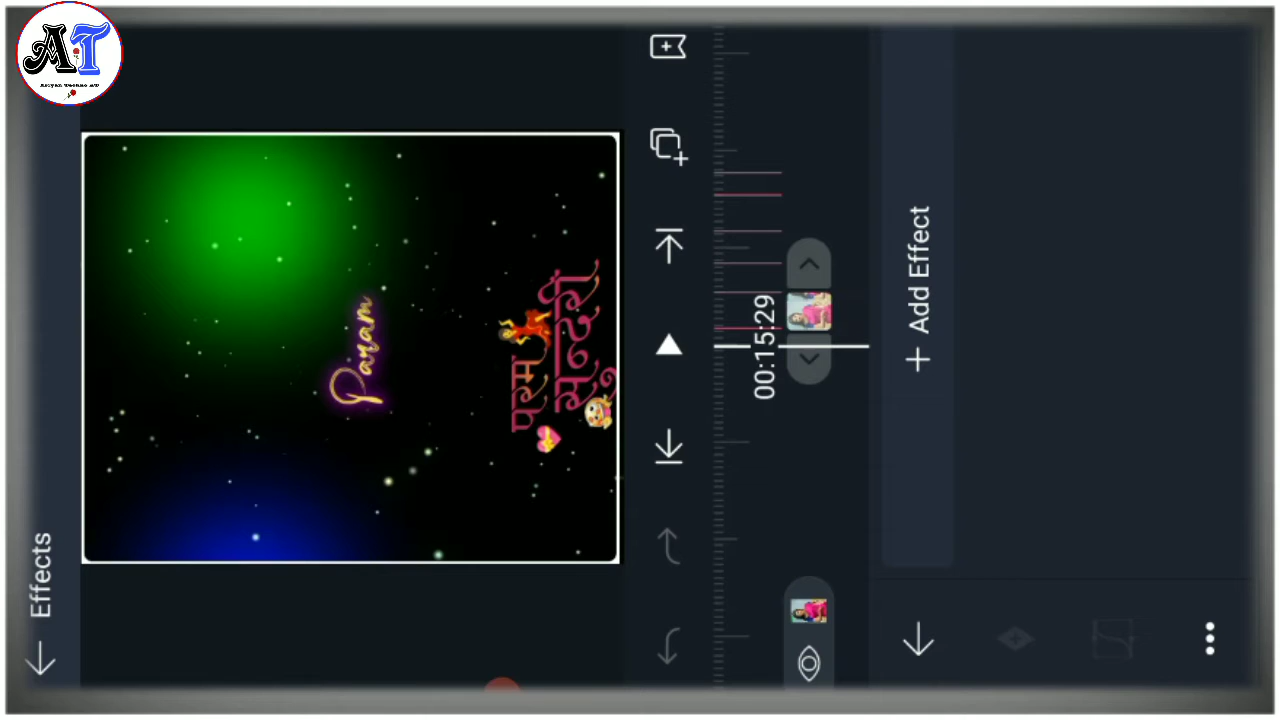 AT
Effects
Param
परम
सुन्दरी
00:15:29
+ Add Effect